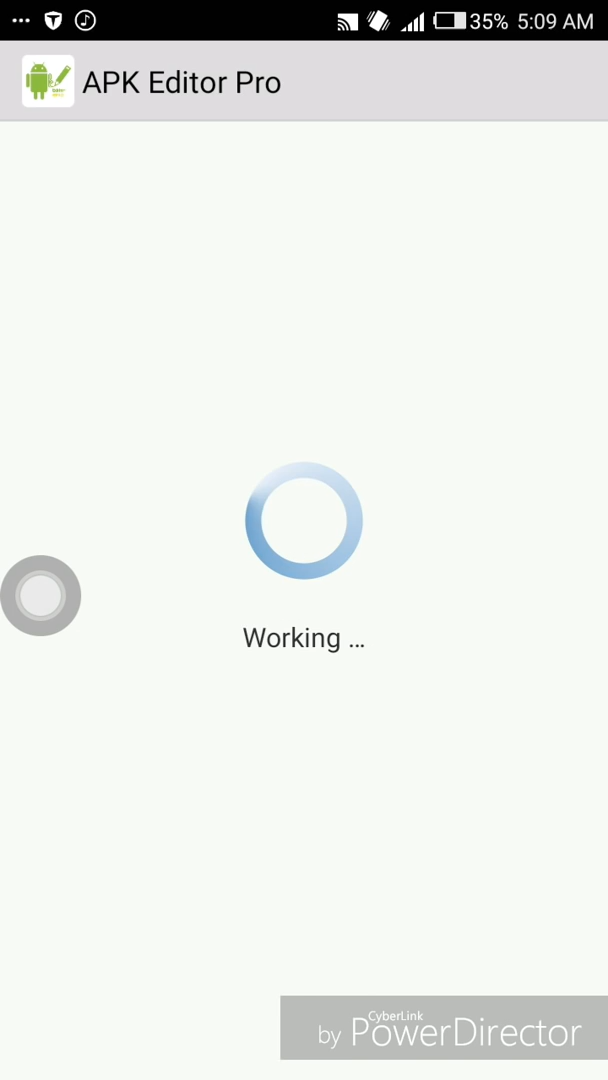 35% 5:09 AM
APK Editor Pro
Working ...
CyberLink
by PowerDirector